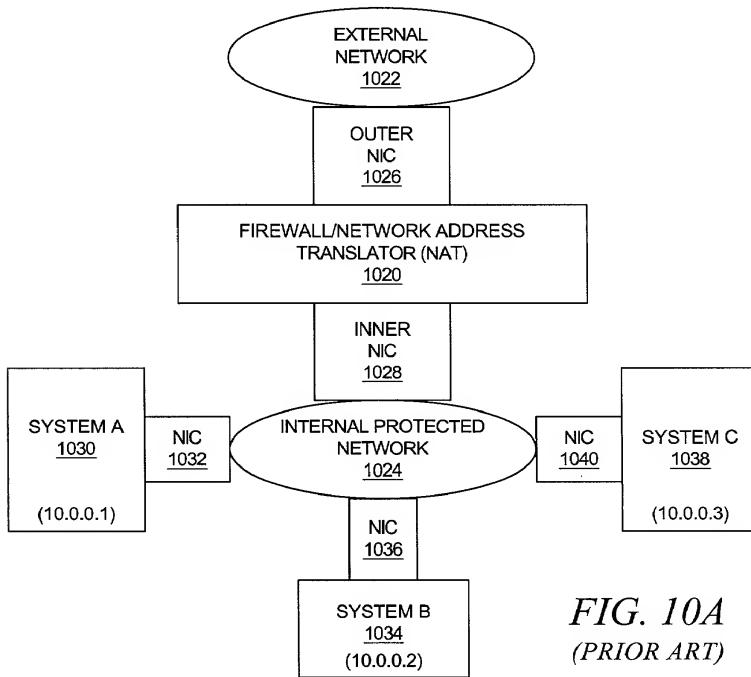 EXTERNAL
NETWORK
1022
OUTER
NIC
1026
FIREWALL/NETWORK ADDRESS
TRANSLATOR (NAT)
1020
INNER
NIC
1028
SYSTEM A
1030
(10.0.0.1)
NIC
1032
INTERNAL PROTECTED
NETWORK
1024
NIC
1040
SYSTEM C
1038
(10.0.0.3)
NIC
1036
SYSTEM B
1034
(10.0.0.2)
FIG. 10A
(PRIOR ART)